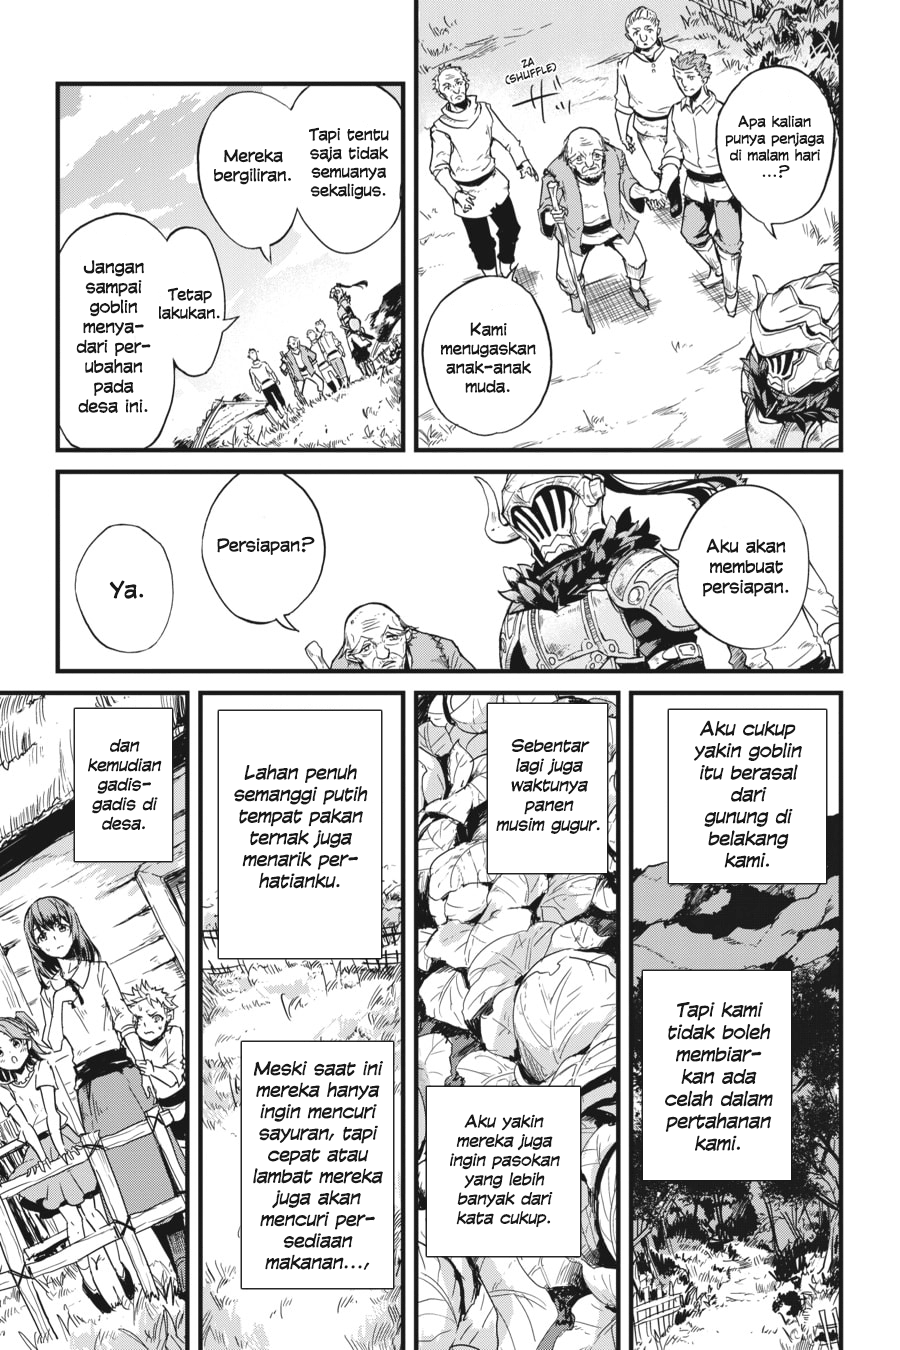 Apa kalian
punya penjaga
di malam hari
...?
ZA
(SHUFFLE)
ザッ
Kami
menugaskan
anak-anak
muda.
Tapi tentu
saja tidak
semuanya
sekaligus.
Mereka
bergiliran.
Tetap
lakukan.
Jangan
sampai
goblin
menya-
dari per-
ubahan
pada
desa ini.
Aku akan
membuat
persiapan.
Persiapan?
Ya.
Aku cukup
yakin goblin
itu berasal
dari
gunung di
belakang
kami.
Tapi kami
tidak boleh
membiar-
kan ada
celah dalam
pertahanan
kami.
Sebentar
lagi juga
waktunya
panen
musim gugur.
Aku yakin
mereka juga
ingin pasokan
yang lebih
banyak dari
kata cukup.
Lahan penuh
semanggi putih
tempat pakan
ternak juga
menarik per-
hatianku.
Meski saat ini
mereka hanya
ingin mencuri
sayuran, tapi
cepat atau
lambat mereka
juga akan
mencuri per-
sediaan
makanan...,
dan
kemudian
gadis-
gadis di
desa.